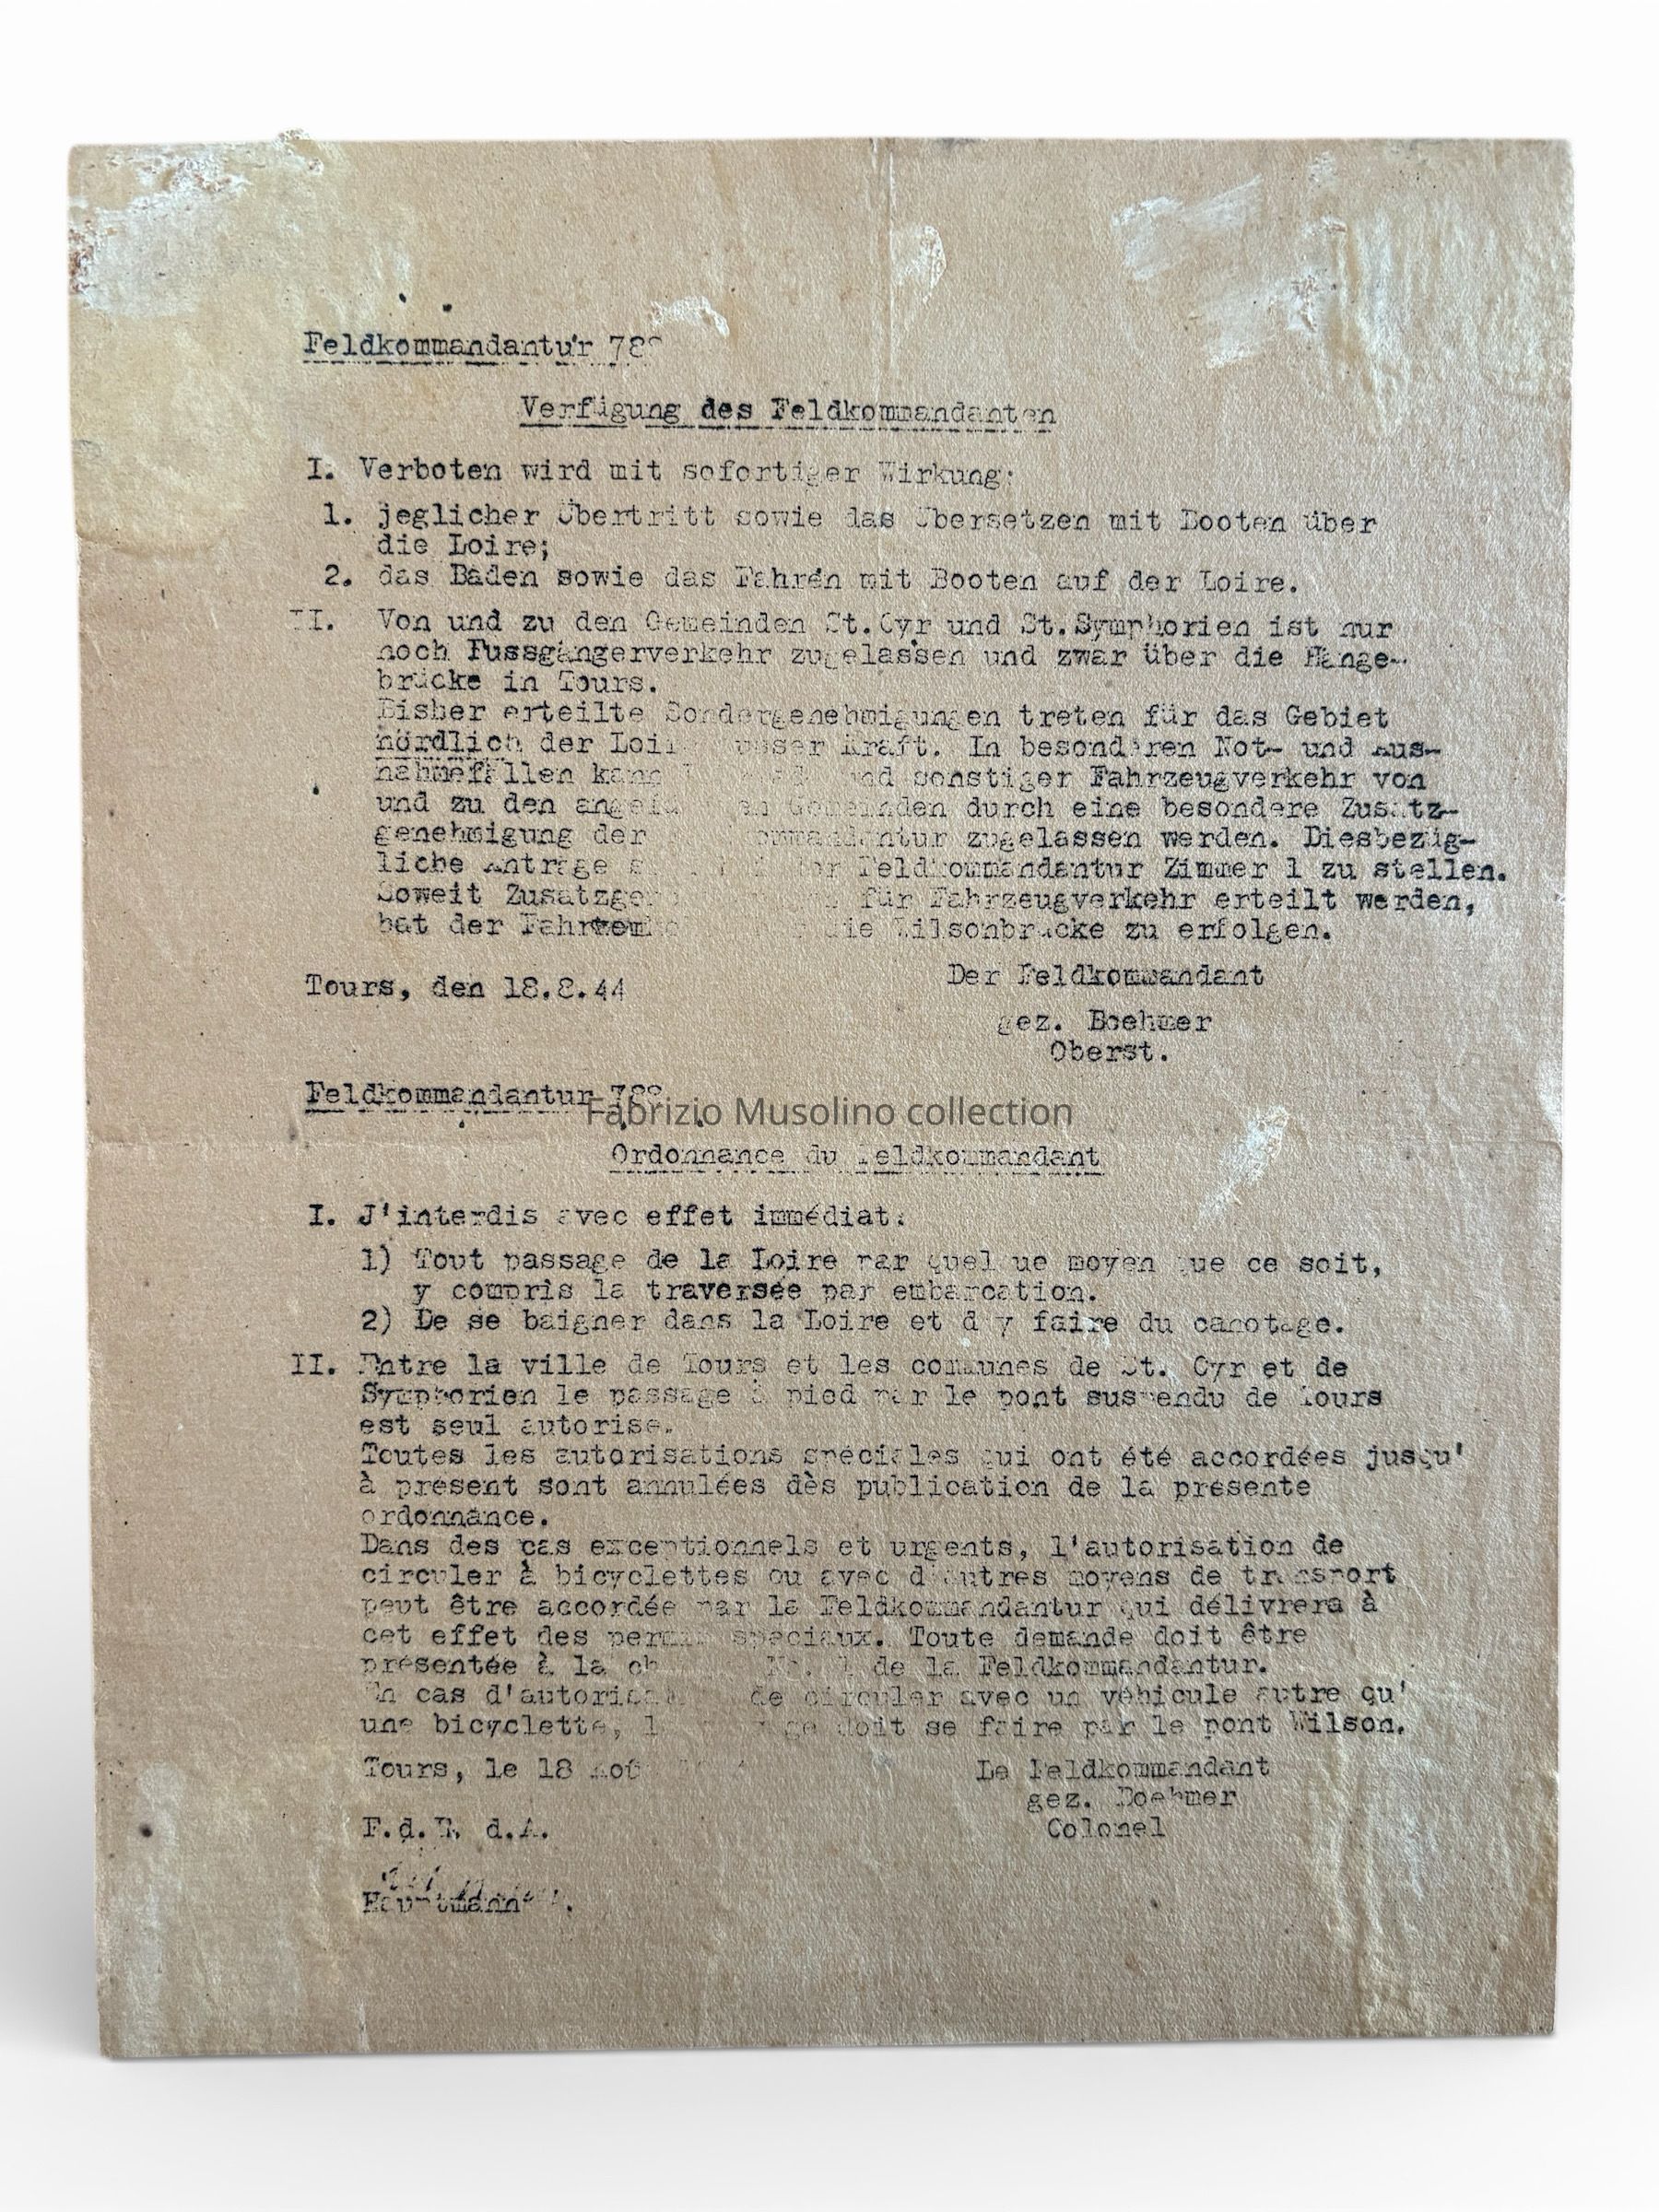 Feldkommandantur 788
Verfügung des Feldkommandanten
I. Verboten wird mit sofortiger Wirkung:
1. jeglicher Übertritt sowie das Übersetzen mit Booten über
die Loire;
2. das Baden sowie das Fahren mit Booten auf der Loire.
II. Von und zu den Gemeinden St.Cyr und St.Symphorien ist nur
noch Fussgängerverkehr zugelassen und zwar über die Hänge-
brücke in Tours.
Bisher erteilte Sondergenehmigungen treten für das Gebiet
nördlich der Loire ausser Kraft. In besonderen Not- und Aus-
nahmefällen kann und sonstiger Fahrzeugverkehr von
und zu den Gemeinden durch eine besondere Zusatz-
genehmigung der zugelassen werden. Diesbezüg-
liche Anträge Feldkommandantur Zimmer 1 zu stellen.
Soweit für Fahrzeugverkehr erteilt werden,
hat der die Wilsonbrücke zu erfolgen.
Tours, den 18.8.44
Der Feldkommandant
gez. Boehmer
Oberst.
Feldkommandantur 788
Fabrizio Musolino collection
Ordonnance du Feldkommandant
I. J'interdis avec effet immédiat:
1) Tout passage de la Loire par quelque moyen que ce soit,
y compris la traversée par embarcation.
2) De se baigner dans la Loire et d'y faire du canotage.
II. Entre la ville de Tours et les communes de St. Cyr et de
Symphorien le passage à pied par le pont suspendu de Tours
est seul autorise.
Toutes les autorisations spéciales qui ont été accordées jusqu'
à présent sont annulées dès publication de la présente
ordonnance.
Dans des cas exceptionnels et urgents, l'autorisation de
circuler à bicyclettes ou avec d'autres moyens de transport
peut être accordée par la Feldkommandantur qui délivrera à
cet effet des permis spéciaux. Toute demande doit être
présentée à la de la Feldkommandantur.
En cas d'autorisation de circuler avec un véhicule autre qu'
une bicyclette, doit se faire par le pont Wilson.
Tours, le 18 Aoû
Le Feldkommandant
gez. Boehmer
Colonel
F.d.R. d.A.
Hauptmann